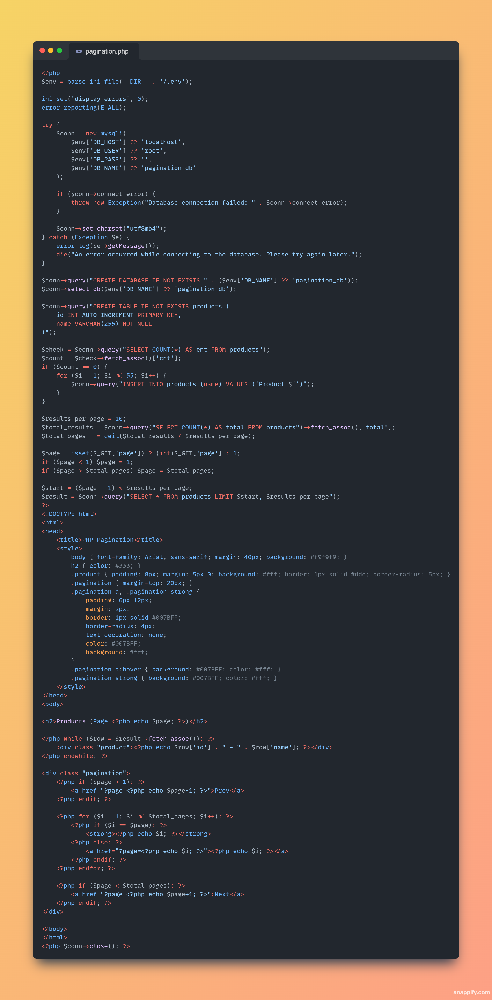 php pagination.php
<?php
$env = parse_ini_file(__DIR__ . '/.env');
ini_set('display_errors', 0);
error_reporting(E_ALL);
try {
    $conn = new mysqli(
        $env['DB_HOST'] ?? 'localhost',
        $env['DB_USER'] ?? 'root',
        $env['DB_PASS'] ?? '',
        $env['DB_NAME'] ?? 'pagination_db'
    );
    if ($conn->connect_error) {
        throw new Exception("Database connection failed: " . $conn->connect_error);
    }
    $conn->set_charset("utf8mb4");
} catch (Exception $e) {
    error_log($e->getMessage());
    die("An error occurred while connecting to the database. Please try again later.");
}
$conn->query("CREATE DATABASE IF NOT EXISTS " . ($env['DB_NAME'] ?? 'pagination_db'));
$conn->select_db($env['DB_NAME'] ?? 'pagination_db');
$conn->query("CREATE TABLE IF NOT EXISTS products (
    id INT AUTO_INCREMENT PRIMARY KEY,
    name VARCHAR(255) NOT NULL
)");
$check = $conn->query("SELECT COUNT(*) AS cnt FROM products");
$count = $check->fetch_assoc()['cnt'];
if ($count == 0) {
    for ($i = 1; $i <= 55; $i++) {
        $conn->query("INSERT INTO products (name) VALUES ('Product $i')");
    }
}
$results_per_page = 10;
$total_results = $conn->query("SELECT COUNT(*) AS total FROM products")->fetch_assoc()['total'];
$total_pages   = ceil($total_results / $results_per_page);
$page = isset($_GET['page']) ? (int)$_GET['page'] : 1;
if ($page < 1) $page = 1;
if ($page > $total_pages) $page = $total_pages;
$start = ($page - 1) * $results_per_page;
$result = $conn->query("SELECT * FROM products LIMIT $start, $results_per_page");
?>
<!DOCTYPE html>
<html>
<head>
    <title>PHP Pagination</title>
    <style>
        body { font-family: Arial, sans-serif; margin: 40px; background: #f9f9f9; }
        h2 { color: #333; }
        .product { padding: 8px; margin: 5px 0; background: #fff; border: 1px solid #ddd; border-radius: 5px; }
        .pagination { margin-top: 20px; }
        .pagination a, .pagination strong {
            padding: 6px 12px;
            margin: 2px;
            border: 1px solid #007BFF;
            border-radius: 4px;
            text-decoration: none;
            color: #007BFF;
            background: #fff;
        }
        .pagination a:hover { background: #007BFF; color: #fff; }
        .pagination strong { background: #007BFF; color: #fff; }
    </style>
</head>
<body>
<h2>Products (Page <?php echo $page; ?>)</h2>
<?php while ($row = $result->fetch_assoc()): ?>
    <div class="product"><?php echo $row['id'] . " - " . $row['name']; ?></div>
<?php endwhile; ?>
<div class="pagination">
    <?php if ($page > 1): ?>
        <a href="?page=<?php echo $page-1; ?>">Prev</a>
    <?php endif; ?>
    <?php for ($i = 1; $i <= $total_pages; $i++): ?>
        <?php if ($i == $page): ?>
            <strong><?php echo $i; ?></strong>
        <?php else: ?>
            <a href="?page=<?php echo $i; ?>"><?php echo $i; ?></a>
        <?php endif; ?>
    <?php endfor; ?>
    <?php if ($page < $total_pages): ?>
        <a href="?page=<?php echo $page+1; ?>">Next</a>
    <?php endif; ?>
</div>
</body>
</html>
<?php $conn->close(); ?>
snappify.com